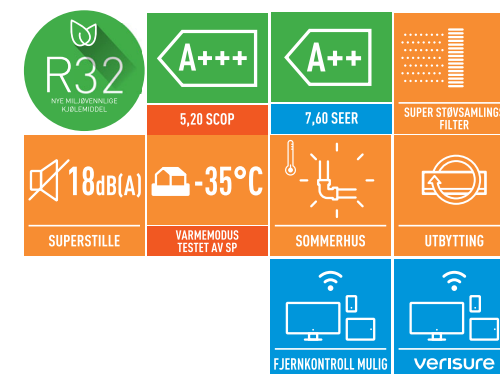 R32
NYE MILJØVENNLIGE
KJØLEMIDDEL
A+++
5,20 SCOP
A++
7,60 SEER
SUPER STØVSAMLINGS
FILTER
18dB(A)
SUPERSTILLE
-35°C
VARMEMODUS
TESTET AV SP
SOMMERHUS
UTBYTTING
FJERNKONTROLL MULIG
verisure